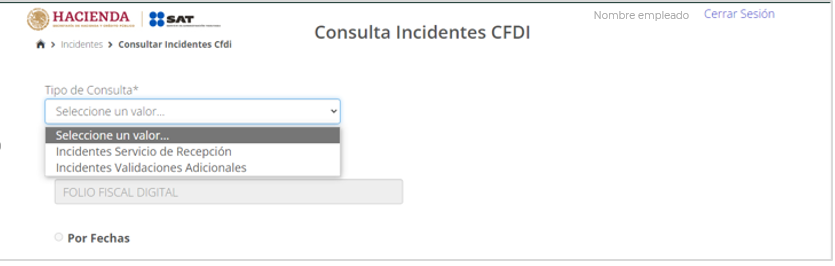 HACIENDA
SAT
Nombre empleado
Cerrar Sesión
Consulta Incidentes CFDI
> Incidentes > Consultar Incidentes Cfdi
Tipo de Consulta*
Seleccione un valor...
Seleccione un valor...
Incidentes Servicio de Recepción
Incidentes Validaciones Adicionales
FOLIO FISCAL DIGITAL
Por Fechas